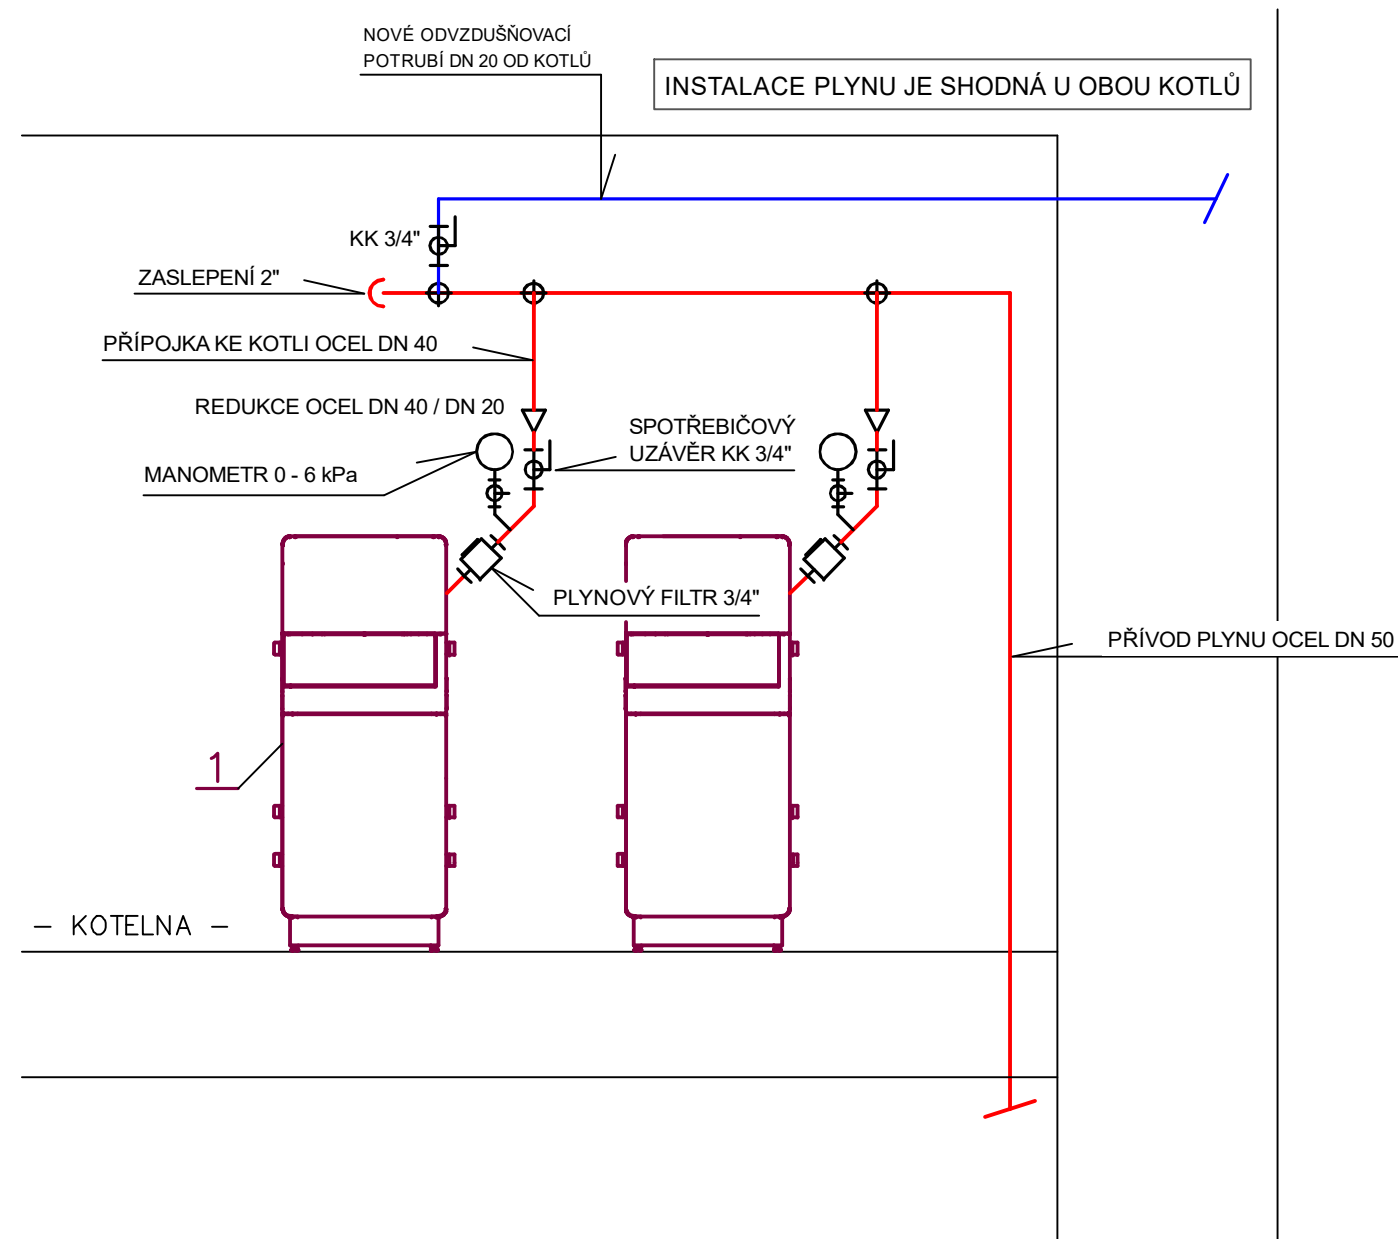 NOVÉ ODVZDUŠŇOVACÍ
POTRUBÍ DN 20 OD KOTLŮ
INSTALACE PLYNU JE SHODNÁ U OBOU KOTLŮ
KK 3/4"
ZASLEPENÍ 2"
PŘÍPOJKA KE KOTLI OCEL DN 40
REDUKCE OCEL DN 40 / DN 20
SPOTŘEBIČOVÝ
UZÁVĚR KK 3/4"
MANOMETR 0 - 6 kPa
PLYNOVÝ FILTR 3/4"
PŘÍVOD PLYNU OCEL DN 50
1
- KOTELNA -